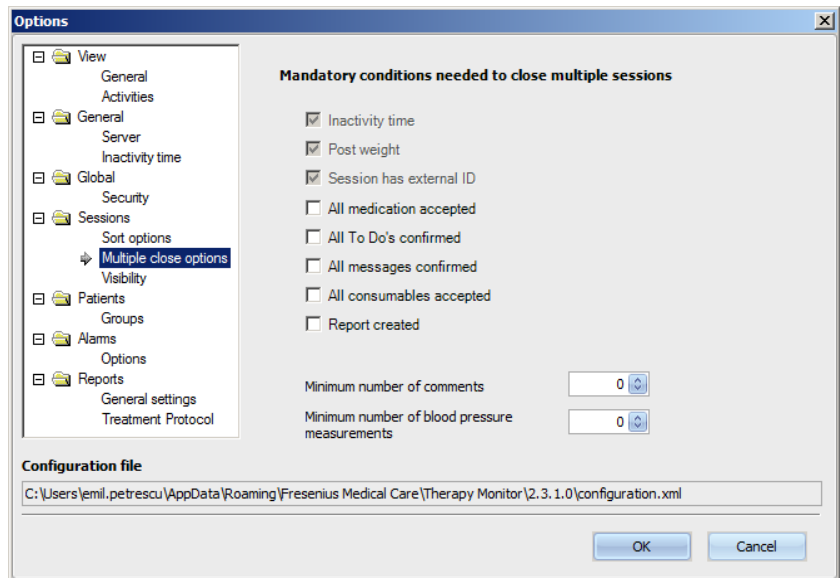 Options
View
General
Activities
General
Server
Inactivity time
Global
Security
Sessions
Sort options
Multiple close options
Visibility
Patients
Groups
Alarms
Options
Reports
General settings
Treatment Protocol
Mandatory conditions needed to close multiple sessions
Inactivity time
Post weight
Session has external ID
All medication accepted
All To Do's confirmed
All messages confirmed
All consumables accepted
Report created
Minimum number of comments 0
Minimum number of blood pressure
measurements 0
Configuration file
C:\Users\emil.petrescu\AppData\Roaming\Fresenius Medical Care\Therapy Monitor\2.3.1.0\configuration.xml
OK Cancel